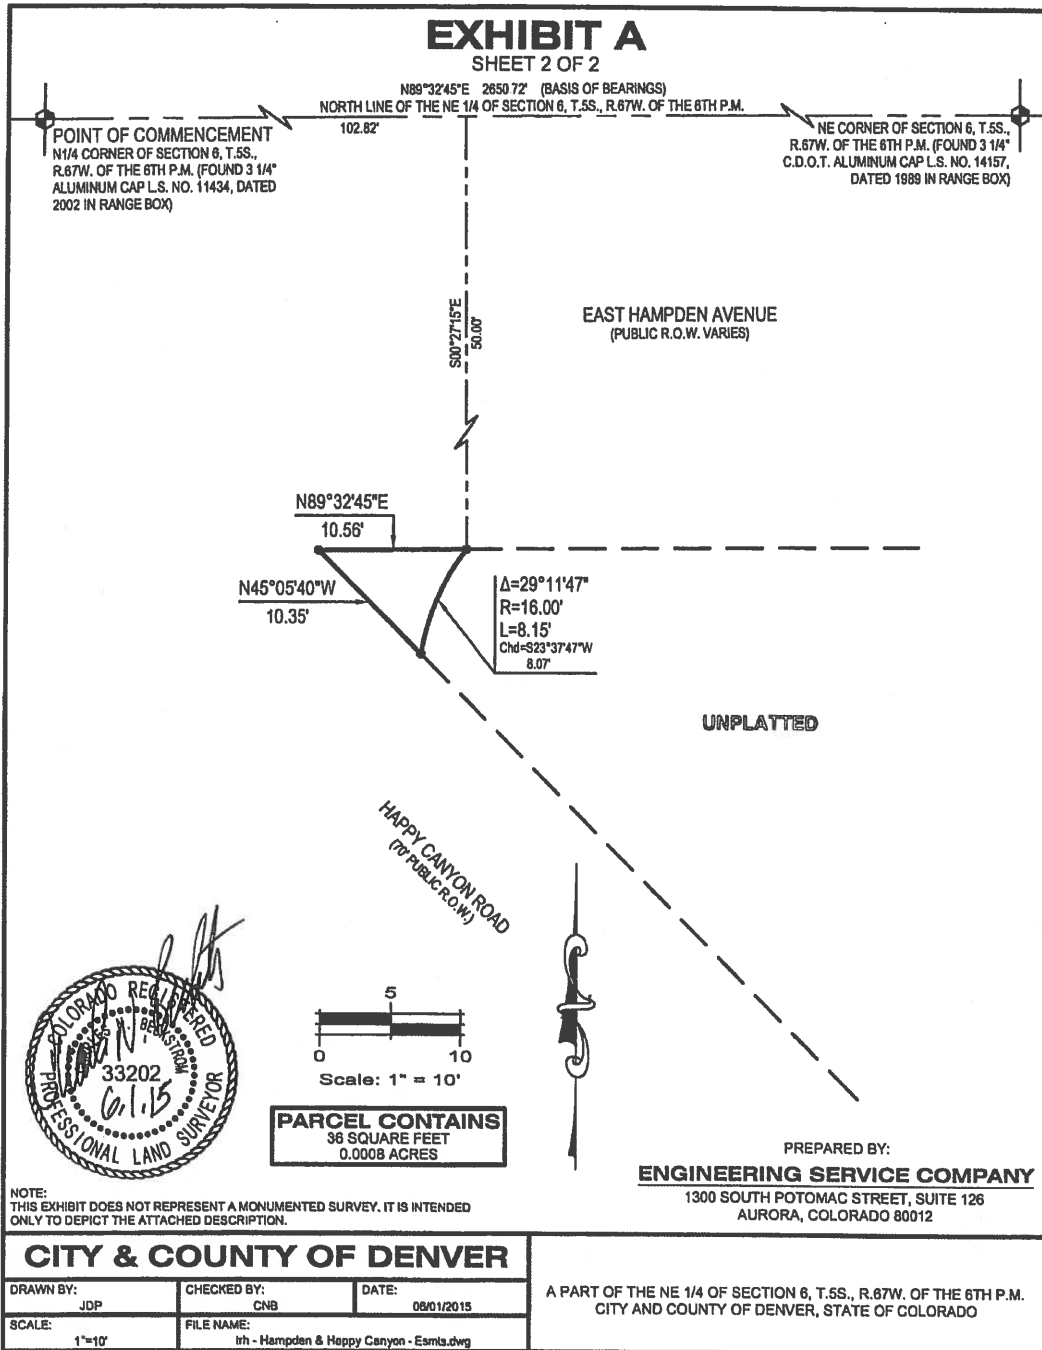 EXHIBIT A
SHEET 2 OF 2
N89°32'45"E 2650.72' (BASIS OF BEARINGS)
NORTH LINE OF THE NE 1/4 OF SECTION 6, T.5S., R.67W. OF THE 6TH P.M.
102.82'
POINT OF COMMENCEMENT
N1/4 CORNER OF SECTION 6, T.5S.,
R.67W. OF THE 6TH P.M. (FOUND 3 1/4"
ALUMINUM CAP L.S. NO. 11434, DATED
2002 IN RANGE BOX)
NE CORNER OF SECTION 6, T.5S.,
R.67W. OF THE 6TH P.M. (FOUND 3 1/4"
C.D.O.T. ALUMINUM CAP L.S. NO. 14157,
DATED 1989 IN RANGE BOX)
S00°27'15"E
50.00'
EAST HAMPDEN AVENUE
(PUBLIC R.O.W. VARIES)
N89°32'45"E
10.56'
N45°05'40"W
10.35'
Δ=29°11'47"
R=16.00'
L=8.15'
Chd=S23°37'47"W
8.07'
UNPLATTED
HAPPY CANYON ROAD
(70' PUBLIC R.O.W.)
COLORADO REGISTERED
BECKSTROM
33202
6.1.15
PROFESSIONAL LAND SURVEYOR
5
0 10
Scale: 1" = 10'
PARCEL CONTAINS
36 SQUARE FEET
0.0008 ACRES
PREPARED BY:
ENGINEERING SERVICE COMPANY
1300 SOUTH POTOMAC STREET, SUITE 126
AURORA, COLORADO 80012
NOTE:
THIS EXHIBIT DOES NOT REPRESENT A MONUMENTED SURVEY. IT IS INTENDED
ONLY TO DEPICT THE ATTACHED DESCRIPTION.
CITY & COUNTY OF DENVER
DRAWN BY:
JDP
CHECKED BY:
CNB
DATE:
06/01/2015
SCALE:
1"=10'
FILE NAME:
irh - Hampden & Happy Canyon - Esmts.dwg
A PART OF THE NE 1/4 OF SECTION 6, T.5S., R.67W. OF THE 6TH P.M.
CITY AND COUNTY OF DENVER, STATE OF COLORADO